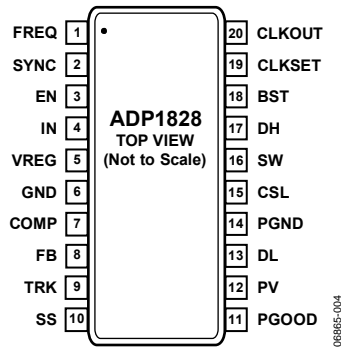 FREQ 1 20 CLKOUT
SYNC 2 19 CLKSET
EN 3 18 BST
ADP1828
IN 4 17 DH
TOP VIEW
(Not to Scale)
VREG 5 16 SW
GND 6 15 CSL
COMP 7 14 PGND
FB 8 13 DL
TRK 9 12 PV
SS 10 11 PGOOD
06865-004